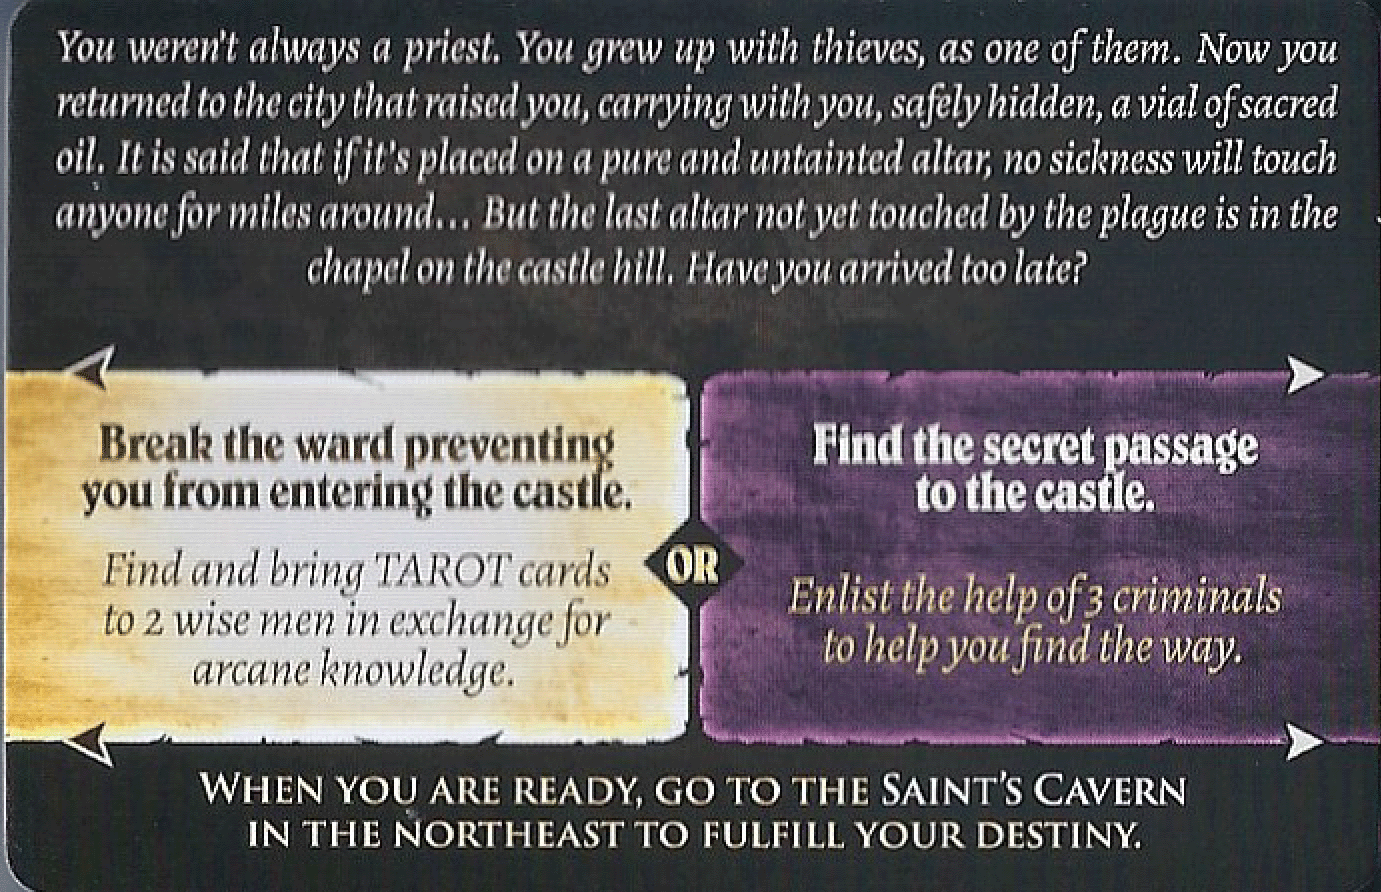 You weren't always a priest. You grew up with thieves, as one of them. Now you
returned to the city that raised you, carrying with you, safely hidden, a vial of sacred
oil. It is said that if it's placed on a pure and untainted altar, no sickness will touch
anyone for miles around... But the last altar not yet touched by the plague is in the
chapel on the castle hill. Have you arrived too late?
Break the ward preventing
you from entering the castle.
Find and bring TAROT cards
to 2 wise men in exchange for
arcane knowledge.
OR
Find the secret passage
to the castle.
Enlist the help of 3 criminals
to help you find the way.
WHEN YOU ARE READY, GO TO THE SAINT'S CAVERN
IN THE NORTHEAST TO FULFILL YOUR DESTINY.